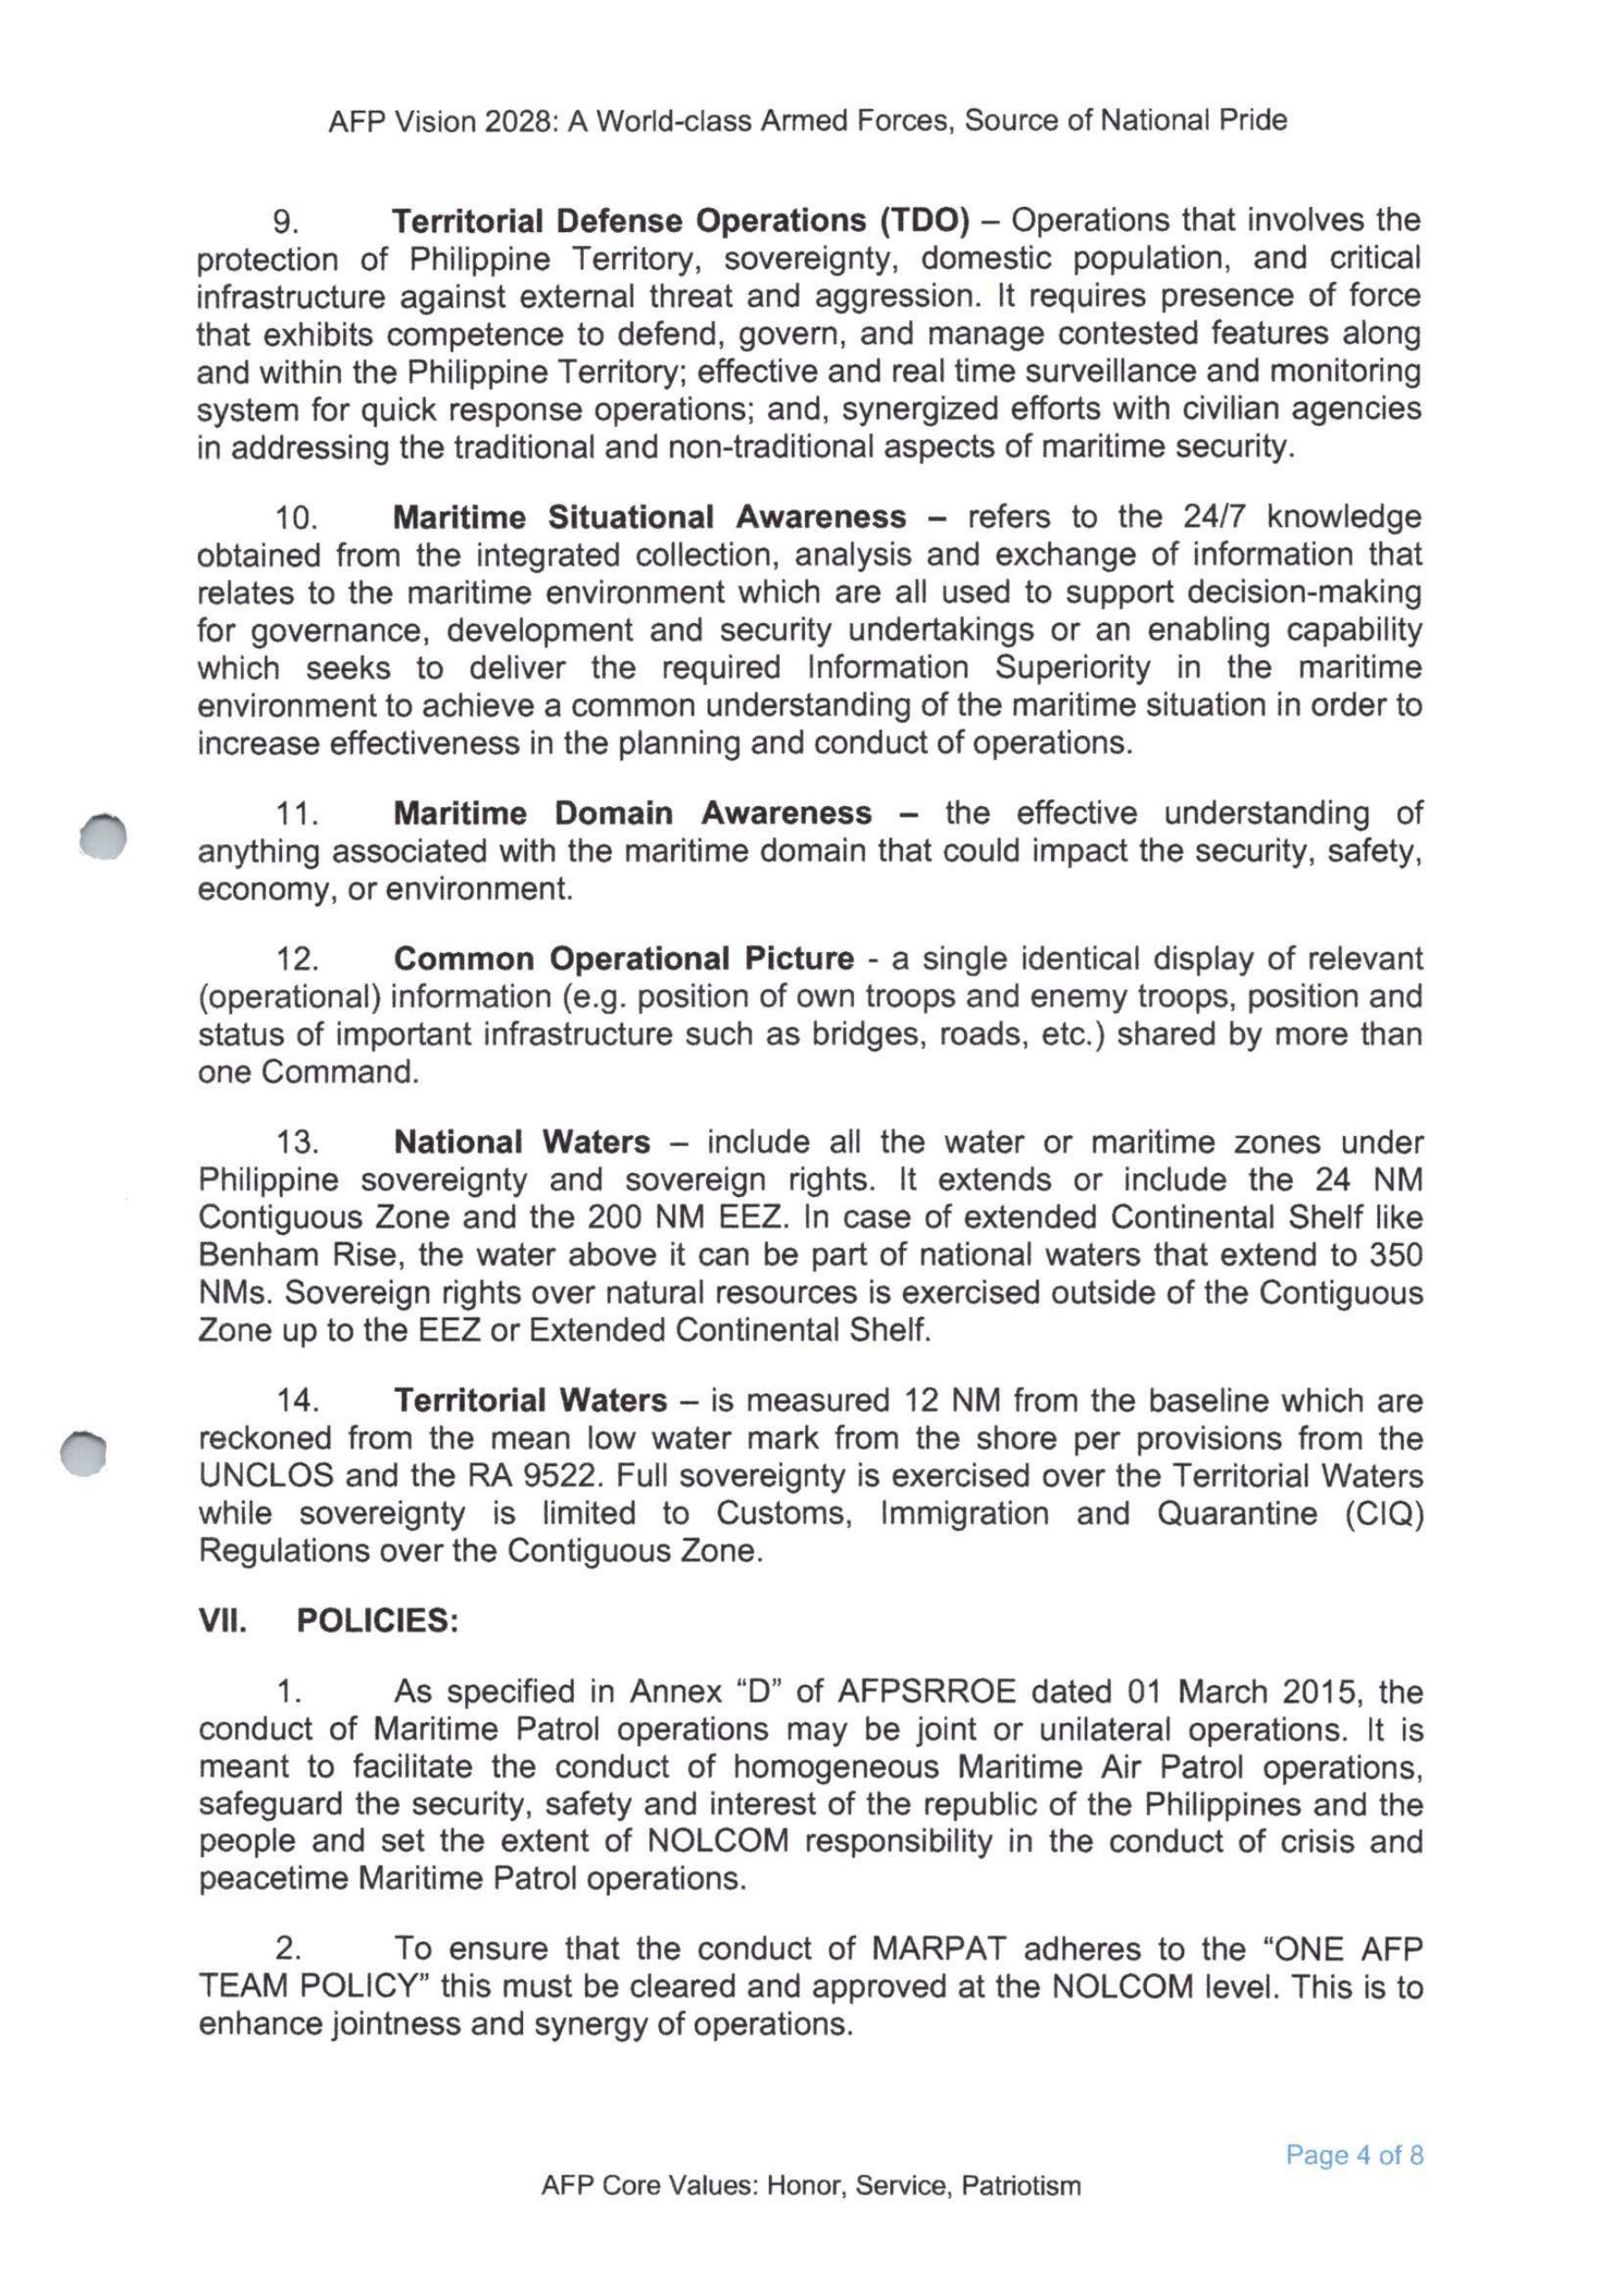 AFP Vision 2028: A World-class Armed Forces, Source of National Pride
9. Territorial Defense Operations (TDO) – Operations that involves the
protection of Philippine Territory, sovereignty, domestic population, and critical
infrastructure against external threat and aggression. It requires presence of force
that exhibits competence to defend, govern, and manage contested features along
and within the Philippine Territory; effective and real time surveillance and monitoring
system for quick response operations; and, synergized efforts with civilian agencies
in addressing the traditional and non-traditional aspects of maritime security.
10. Maritime Situational Awareness – refers to the 24/7 knowledge
obtained from the integrated collection, analysis and exchange of information that
relates to the maritime environment which are all used to support decision-making
for governance, development and security undertakings or an enabling capability
which seeks to deliver the required Information Superiority in the maritime
environment to achieve a common understanding of the maritime situation in order to
increase effectiveness in the planning and conduct of operations.
11. Maritime Domain Awareness – the effective understanding of
anything associated with the maritime domain that could impact the security, safety,
economy, or environment.
12. Common Operational Picture - a single identical display of relevant
(operational) information (e.g. position of own troops and enemy troops, position and
status of important infrastructure such as bridges, roads, etc.) shared by more than
one Command.
13. National Waters – include all the water or maritime zones under
Philippine sovereignty and sovereign rights. It extends or include the 24 NM
Contiguous Zone and the 200 NM EEZ. In case of extended Continental Shelf like
Benham Rise, the water above it can be part of national waters that extend to 350
NMs. Sovereign rights over natural resources is exercised outside of the Contiguous
Zone up to the EEZ or Extended Continental Shelf.
14. Territorial Waters – is measured 12 NM from the baseline which are
reckoned from the mean low water mark from the shore per provisions from the
UNCLOS and the RA 9522. Full sovereignty is exercised over the Territorial Waters
while sovereignty is limited to Customs, Immigration and Quarantine (CIQ)
Regulations over the Contiguous Zone.
VII. POLICIES:
1. As specified in Annex “D” of AFPSRROE dated 01 March 2015, the
conduct of Maritime Patrol operations may be joint or unilateral operations. It is
meant to facilitate the conduct of homogeneous Maritime Air Patrol operations,
safeguard the security, safety and interest of the republic of the Philippines and the
people and set the extent of NOLCOM responsibility in the conduct of crisis and
peacetime Maritime Patrol operations.
2. To ensure that the conduct of MARPAT adheres to the “ONE AFP
TEAM POLICY” this must be cleared and approved at the NOLCOM level. This is to
enhance jointness and synergy of operations.
Page 4 of 8
AFP Core Values: Honor, Service, Patriotism